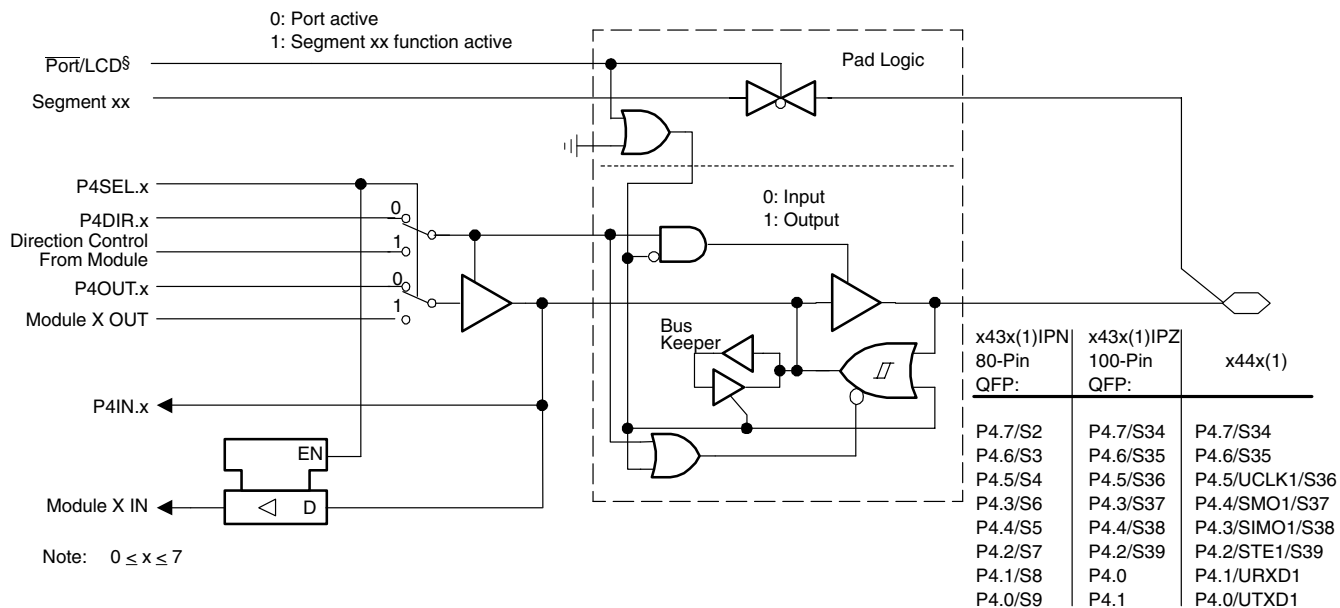 0: Port active
1: Segment xx function active
Port/LCD§
Segment xx
Pad Logic
P4SEL.x
P4DIR.x
Direction Control
From Module
P4OUT.x
Module X OUT
0
1
0
1
0: Input
1: Output
Bus
Keeper
P4IN.x
EN
D
Module X IN
Note: 0 ≤ x ≤ 7
x43x(1)IPN x43x(1)IPZ
80-Pin 100-Pin x44x(1)
QFP: QFP:
P4.7/S2 P4.7/S34 P4.7/S34
P4.6/S3 P4.6/S35 P4.6/S35
P4.5/S4 P4.5/S36 P4.5/UCLK1/S36
P4.3/S6 P4.3/S37 P4.4/SMO1/S37
P4.4/S5 P4.4/S38 P4.3/SIMO1/S38
P4.2/S7 P4.2/S39 P4.2/STE1/S39
P4.1/S8 P4.0 P4.1/URXD1
P4.0/S9 P4.1 P4.0/UTXD1